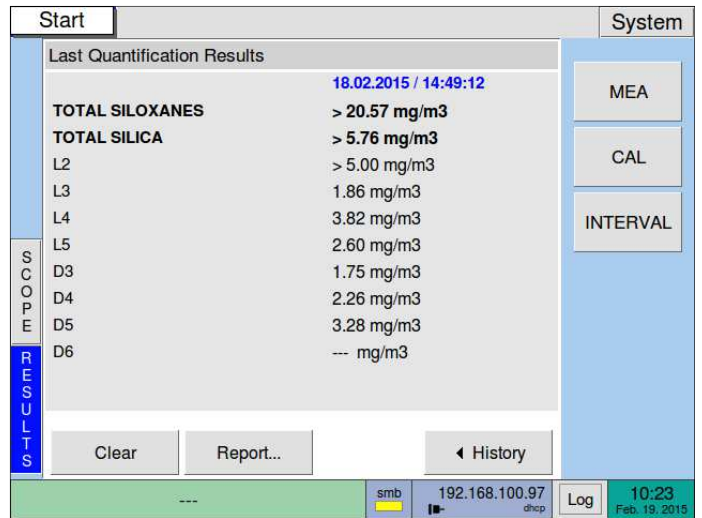 Start
System
Last Quantification Results
18.02.2015 / 14:49:12
TOTAL SILOXANES > 20.57 mg/m3
TOTAL SILICA > 5.76 mg/m3
L2 > 5.00 mg/m3
L3 1.86 mg/m3
L4 3.82 mg/m3
L5 2.60 mg/m3
D3 1.75 mg/m3
D4 2.26 mg/m3
D5 3.28 mg/m3
D6 --- mg/m3
MEA
CAL
INTERVAL
SCOPE
RESULTS
Clear
Report...
History
---
smb
192.168.100.97
dhcp
Log
10:23
Feb. 19. 2015